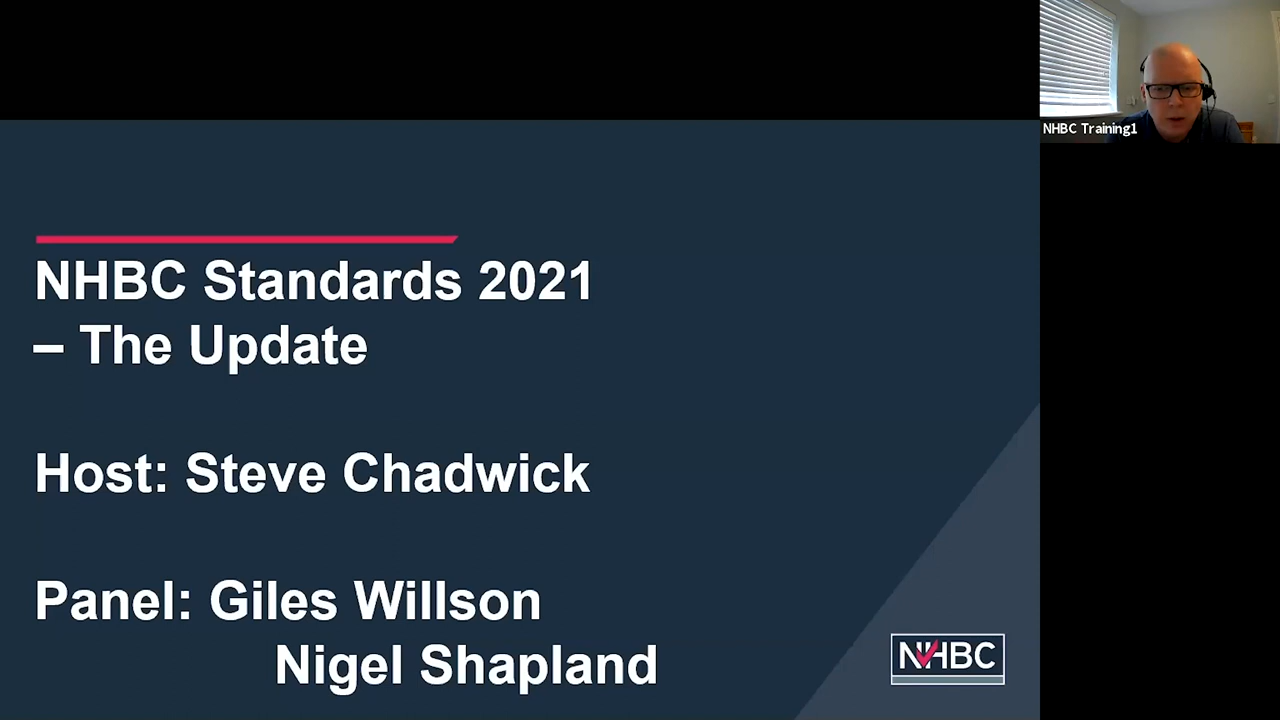 NHBC Training1
NHBC Standards 2021
– The Update
Host: Steve Chadwick
Panel: Giles Willson
Nigel Shapland
NHBC